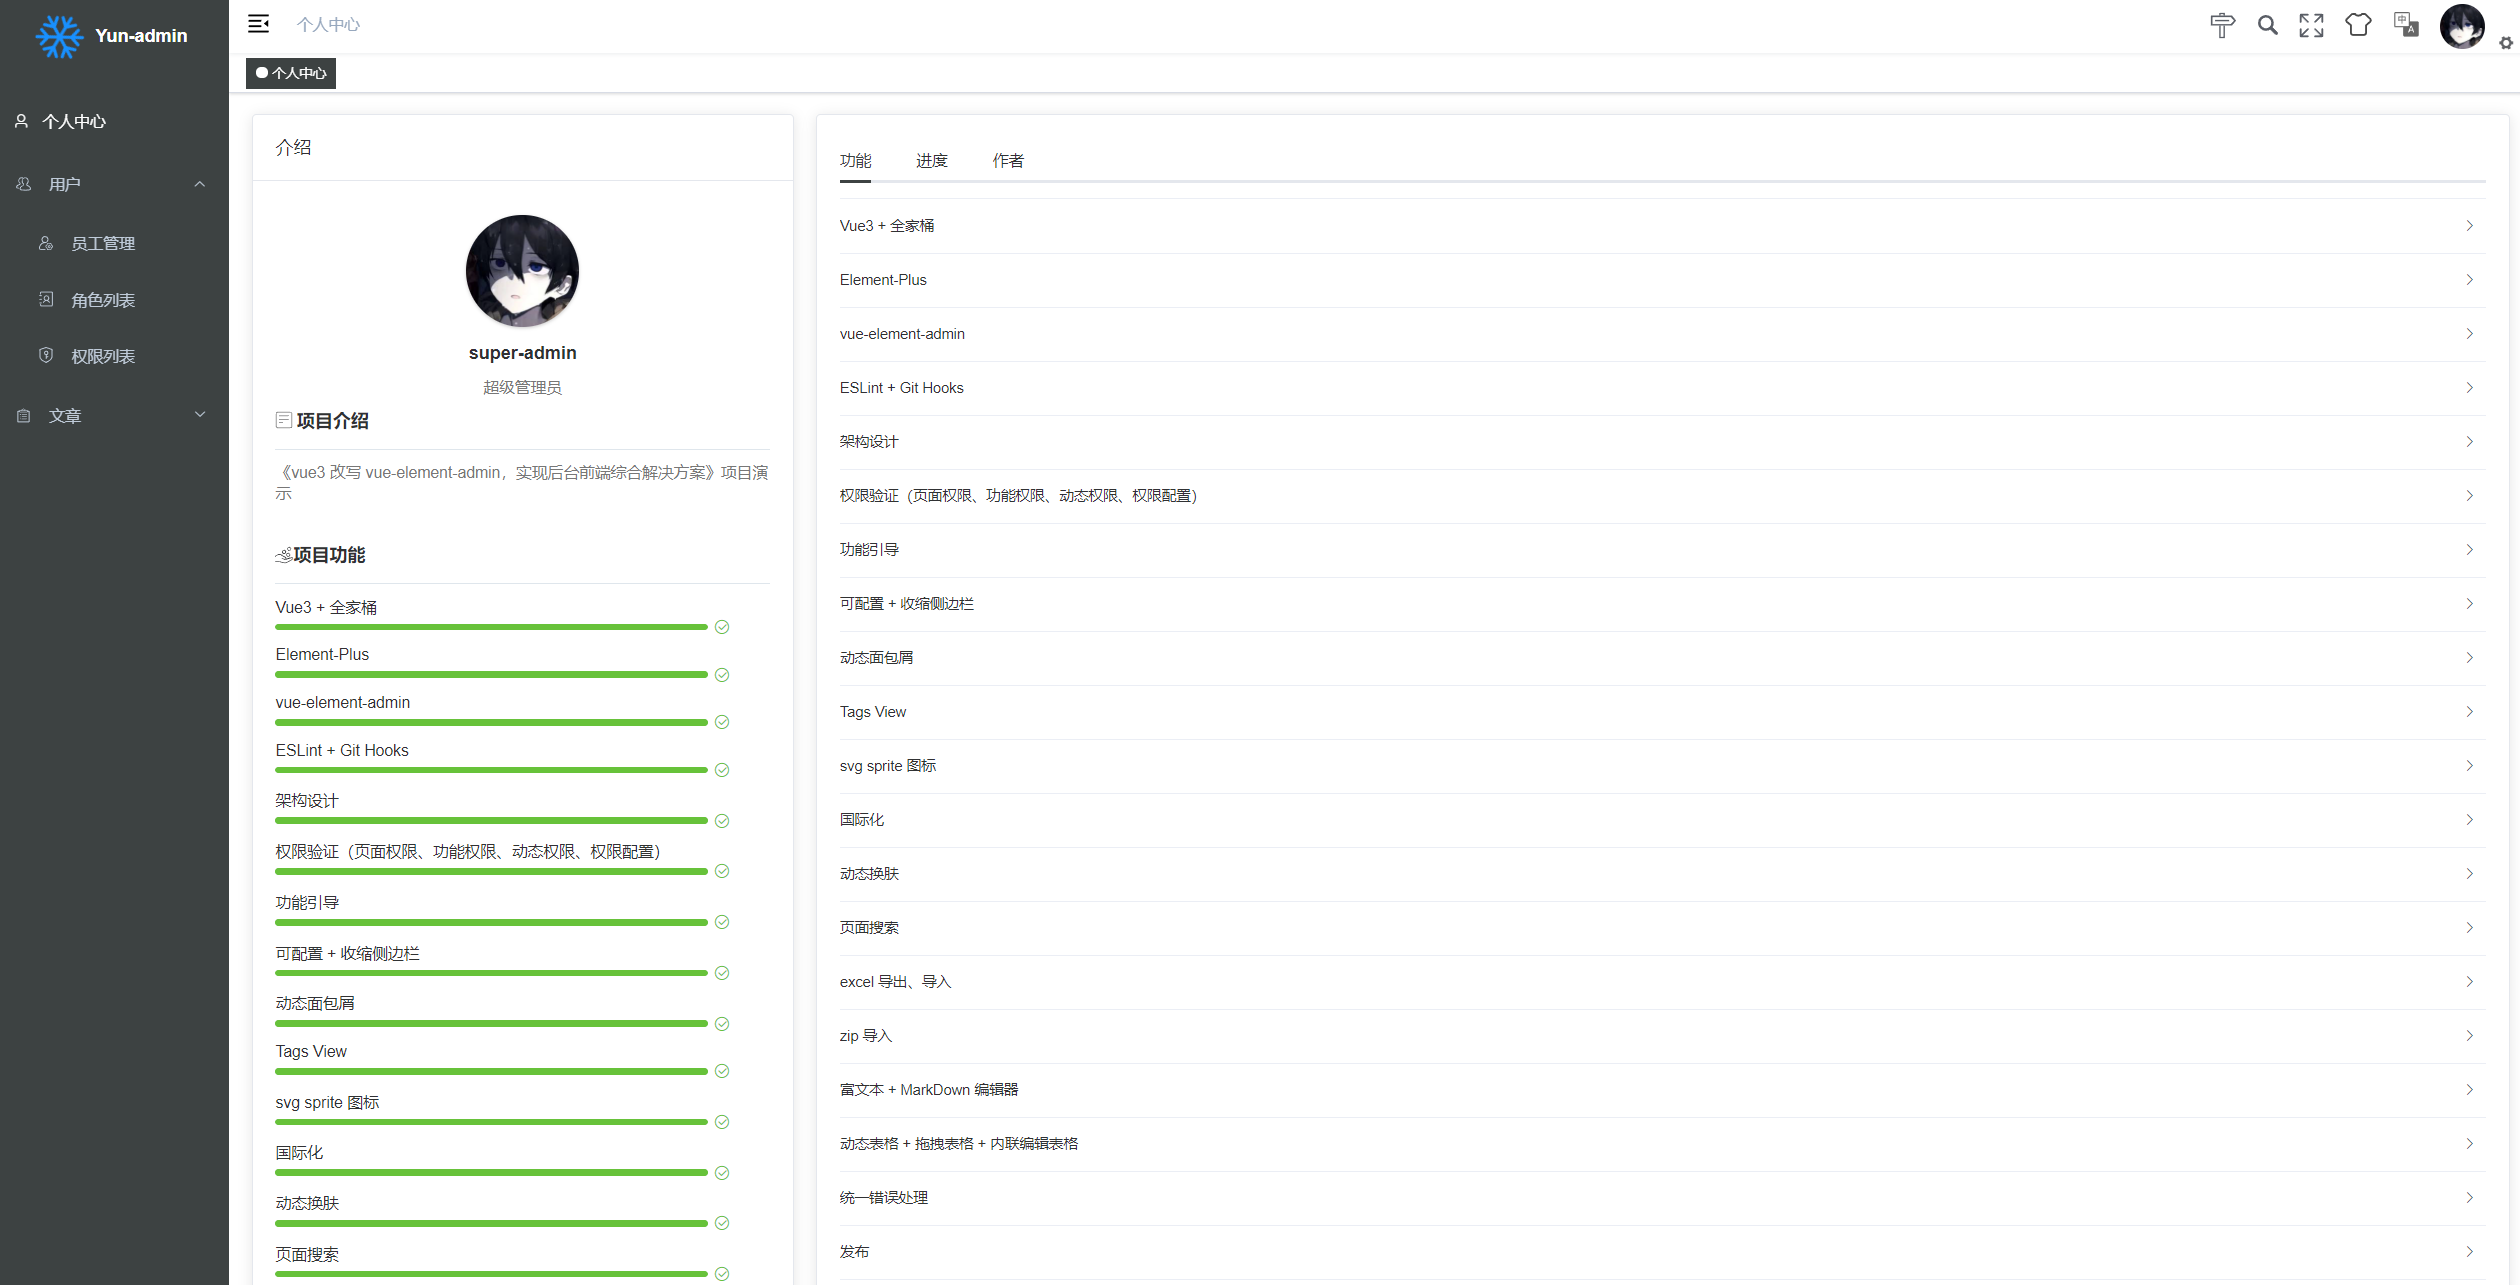 Yun-admin
个人中心
用户
员工管理
角色列表
权限列表
文章
个人中心
个人中心
介绍
super-admin
超级管理员
项目介绍
《vue3 改写 vue-element-admin，实现后台前端综合解决方案》项目演
示
项目功能
Vue3 + 全家桶
Element-Plus
vue-element-admin
ESLint + Git Hooks
架构设计
权限验证（页面权限、功能权限、动态权限、权限配置）
功能引导
可配置 + 收缩侧边栏
动态面包屑
Tags View
svg sprite 图标
国际化
动态换肤
页面搜索
功能 进度 作者
Vue3 + 全家桶
Element-Plus
vue-element-admin
ESLint + Git Hooks
架构设计
权限验证（页面权限、功能权限、动态权限、权限配置）
功能引导
可配置 + 收缩侧边栏
动态面包屑
Tags View
svg sprite 图标
国际化
动态换肤
页面搜索
excel 导出、导入
zip 导入
富文本 + MarkDown 编辑器
动态表格 + 拖拽表格 + 内联编辑表格
统一错误处理
发布